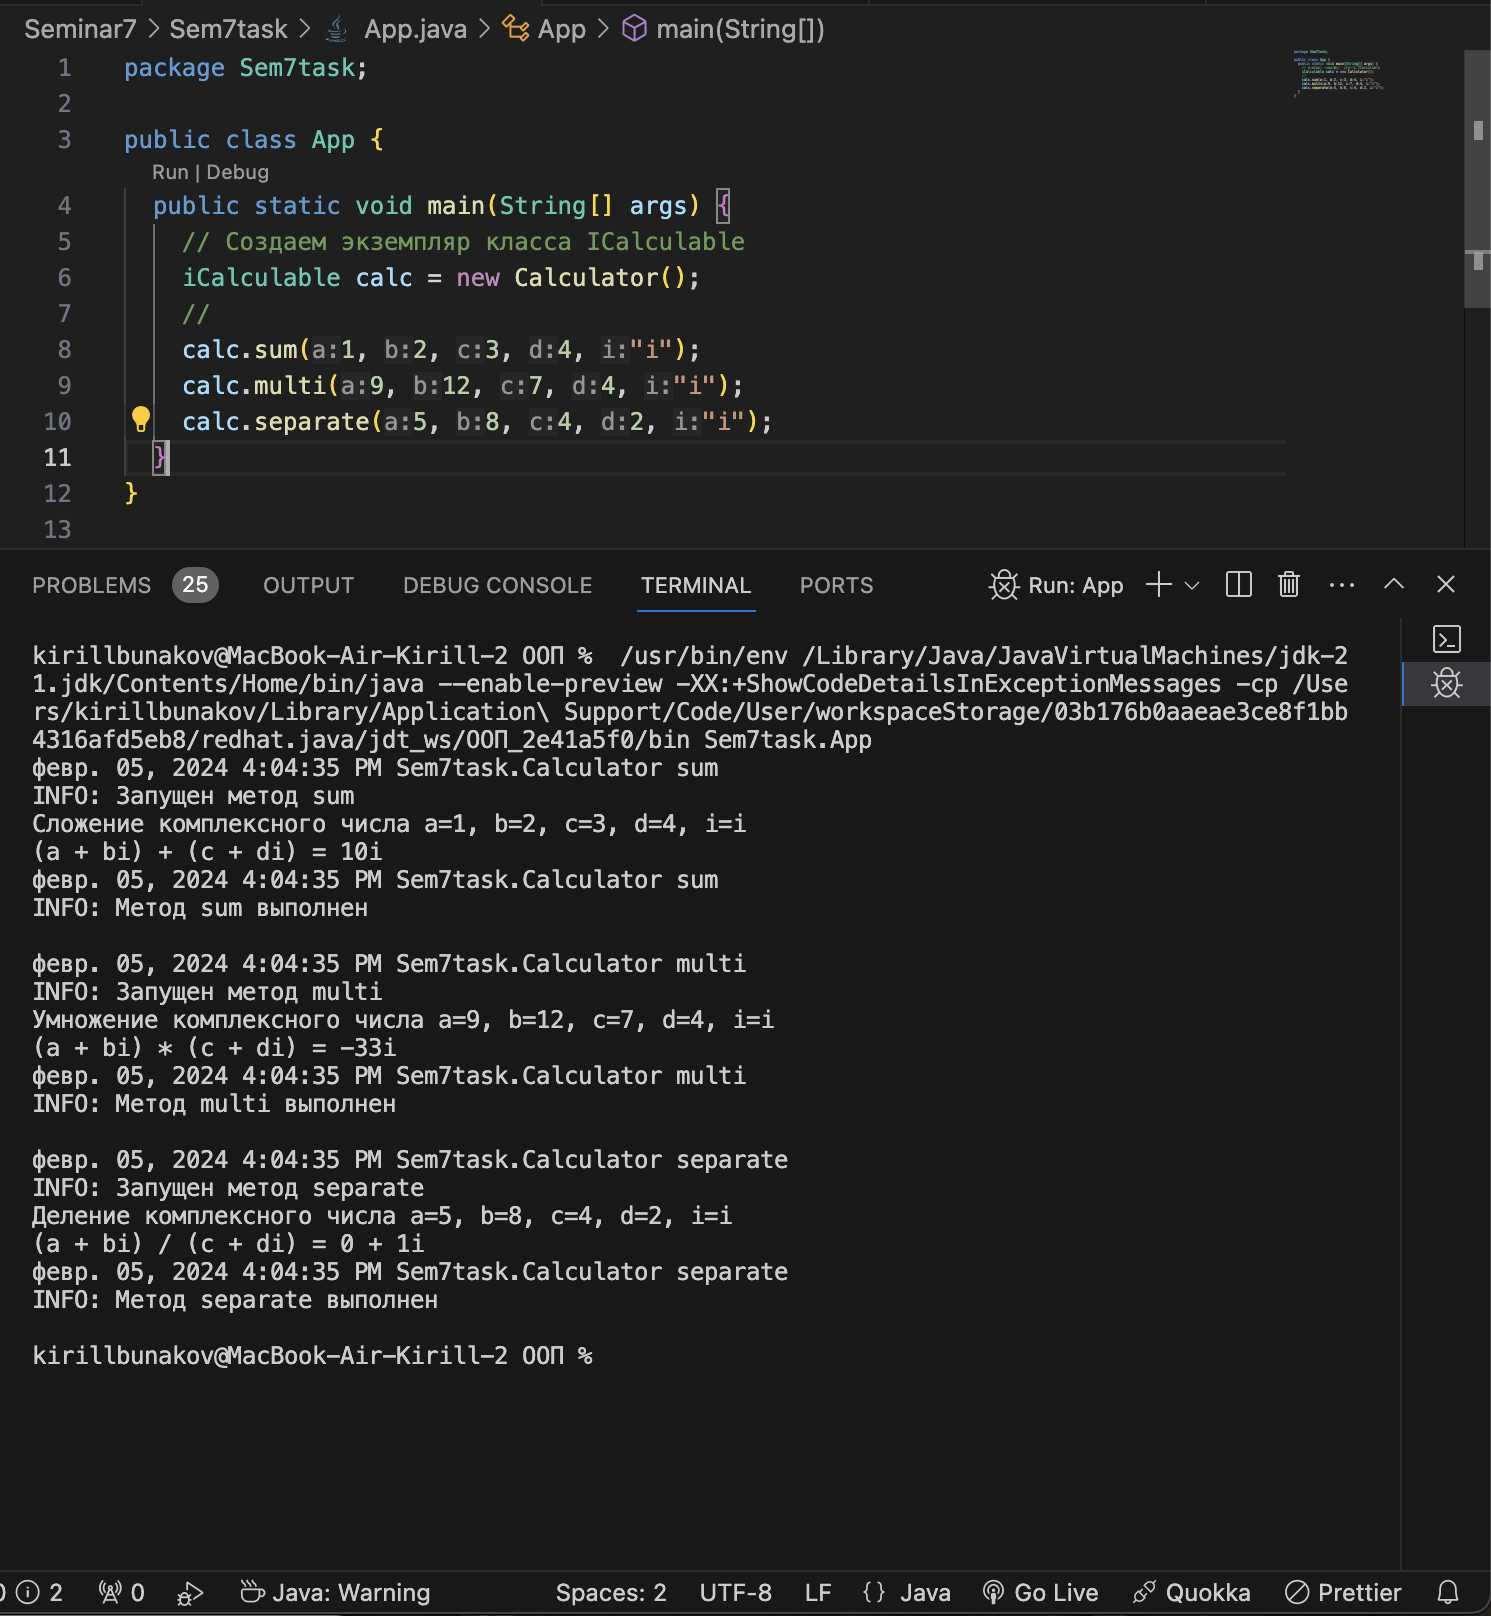 Seminar7 > Sem7task > App.java > App > main(String[])
1 package Sem7task;
2
3 public class App {
Run | Debug
4 public static void main(String[] args) {
5 // Создаем экземпляр класса ICalculable
6 iCalculable calc = new Calculator();
7 //
8 calc.sum(a:1, b:2, c:3, d:4, i:"i");
9 calc.multi(a:9, b:12, c:7, d:4, i:"i");
10 calc.separate(a:5, b:8, c:4, d:2, i:"i");
11 }
12 }
13
PROBLEMS 25 OUTPUT DEBUG CONSOLE TERMINAL PORTS Run: App
kirillbunakov@MacBook-Air-Kirill-2 ООП %  /usr/bin/env /Library/Java/JavaVirtualMachines/jdk-2
1.jdk/Contents/Home/bin/java --enable-preview -XX:+ShowCodeDetailsInExceptionMessages -cp /Use
rs/kirillbunakov/Library/Application\ Support/Code/User/workspaceStorage/03b176b0aaeae3ce8f1bb
4316afd5eb8/redhat.java/jdt_ws/ООП_2e41a5f0/bin Sem7task.App
февр. 05, 2024 4:04:35 PM Sem7task.Calculator sum
INFO: Запущен метод sum
Сложение комплексного числа a=1, b=2, c=3, d=4, i=i
(a + bi) + (c + di) = 10i
февр. 05, 2024 4:04:35 PM Sem7task.Calculator sum
INFO: Метод sum выполнен
февр. 05, 2024 4:04:35 PM Sem7task.Calculator multi
INFO: Запущен метод multi
Умножение комплексного числа a=9, b=12, c=7, d=4, i=i
(a + bi) * (c + di) = -33i
февр. 05, 2024 4:04:35 PM Sem7task.Calculator multi
INFO: Метод multi выполнен
февр. 05, 2024 4:04:35 PM Sem7task.Calculator separate
INFO: Запущен метод separate
Деление комплексного числа a=5, b=8, c=4, d=2, i=i
(a + bi) / (c + di) = 0 + 1i
февр. 05, 2024 4:04:35 PM Sem7task.Calculator separate
INFO: Метод separate выполнен
kirillbunakov@MacBook-Air-Kirill-2 ООП %
2 0 Java: Warning Spaces: 2 UTF-8 LF {} Java Go Live Quokka Prettier